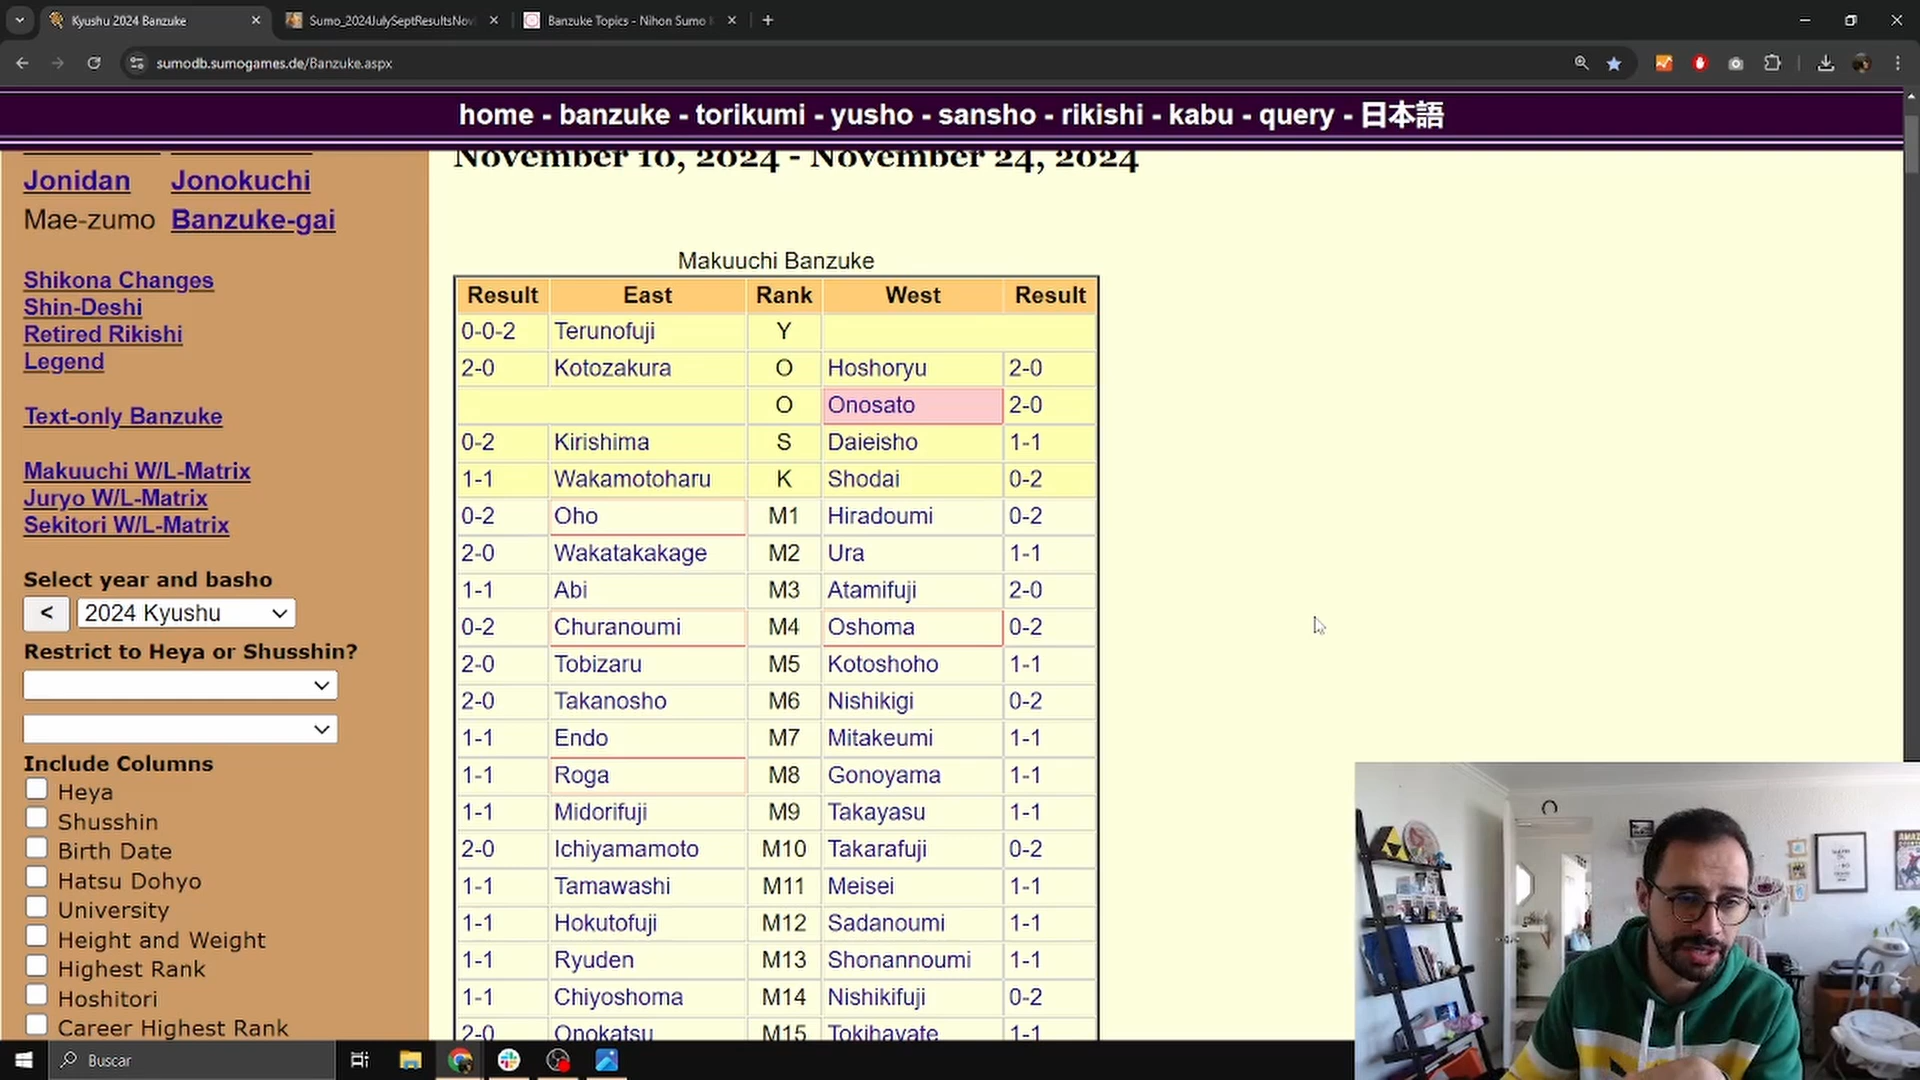 Kyushu 2024 Banzuke
Sumo_2024JulySeptResultsNov
Banzuke Topics - Nihon Sumo
sumodb.sumogames.de/Banzuke.aspx
home - banzuke - torikumi - yusho - sansho - rikishi - kabu - query - 日本語
November 10, 2024 - November 24, 2024
Jonidan Jonokuchi
Mae-zumo Banzuke-gai
Shikona Changes
Shin-Deshi
Retired Rikishi
Legend
Text-only Banzuke
Makuuchi W/L-Matrix
Juryo W/L-Matrix
Sekitori W/L-Matrix
Select year and basho
< 2024 Kyushu
Restrict to Heya or Shusshin?
Include Columns
Heya
Shusshin
Birth Date
Hatsu Dohyo
University
Height and Weight
Highest Rank
Hoshitori
Career Highest Rank
Makuuchi Banzuke
Result East Rank West Result
0-0-2 Terunofuji Y
2-0 Kotozakura O Hoshoryu 2-0
O Onosato 2-0
0-2 Kirishima S Daieisho 1-1
1-1 Wakamotoharu K Shodai 0-2
0-2 Oho M1 Hiradoumi 0-2
2-0 Wakatakakage M2 Ura 1-1
1-1 Abi M3 Atamifuji 2-0
0-2 Churanoumi M4 Oshoma 0-2
2-0 Tobizaru M5 Kotoshoho 1-1
2-0 Takanosho M6 Nishikigi 0-2
1-1 Endo M7 Mitakeumi 1-1
1-1 Roga M8 Gonoyama 1-1
1-1 Midorifuji M9 Takayasu 1-1
2-0 Ichiyamamoto M10 Takarafuji 0-2
1-1 Tamawashi M11 Meisei 1-1
1-1 Hokutofuji M12 Sadanoumi 1-1
1-1 Ryuden M13 Shonannoumi 1-1
1-1 Chiyoshoma M14 Nishikifuji 0-2
2-0 Onokatsu M15 Tokihayate 1-1
Buscar